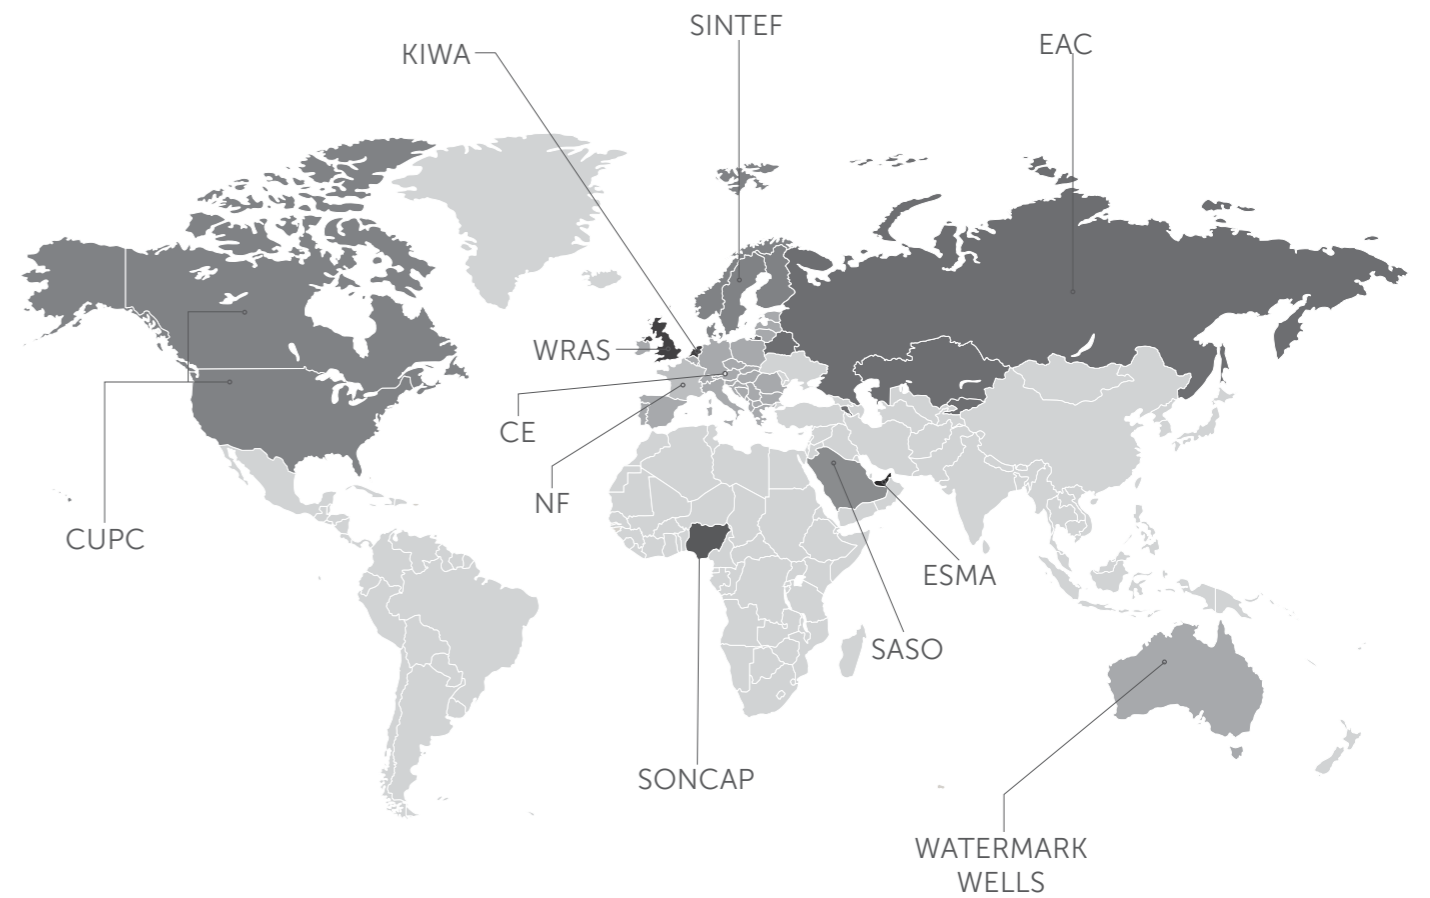 SINTEF
KIWA
EAC
WRAS
CE
NF
CUPC
ESMA
SASO
SONCAP
WATERMARK
WELLS